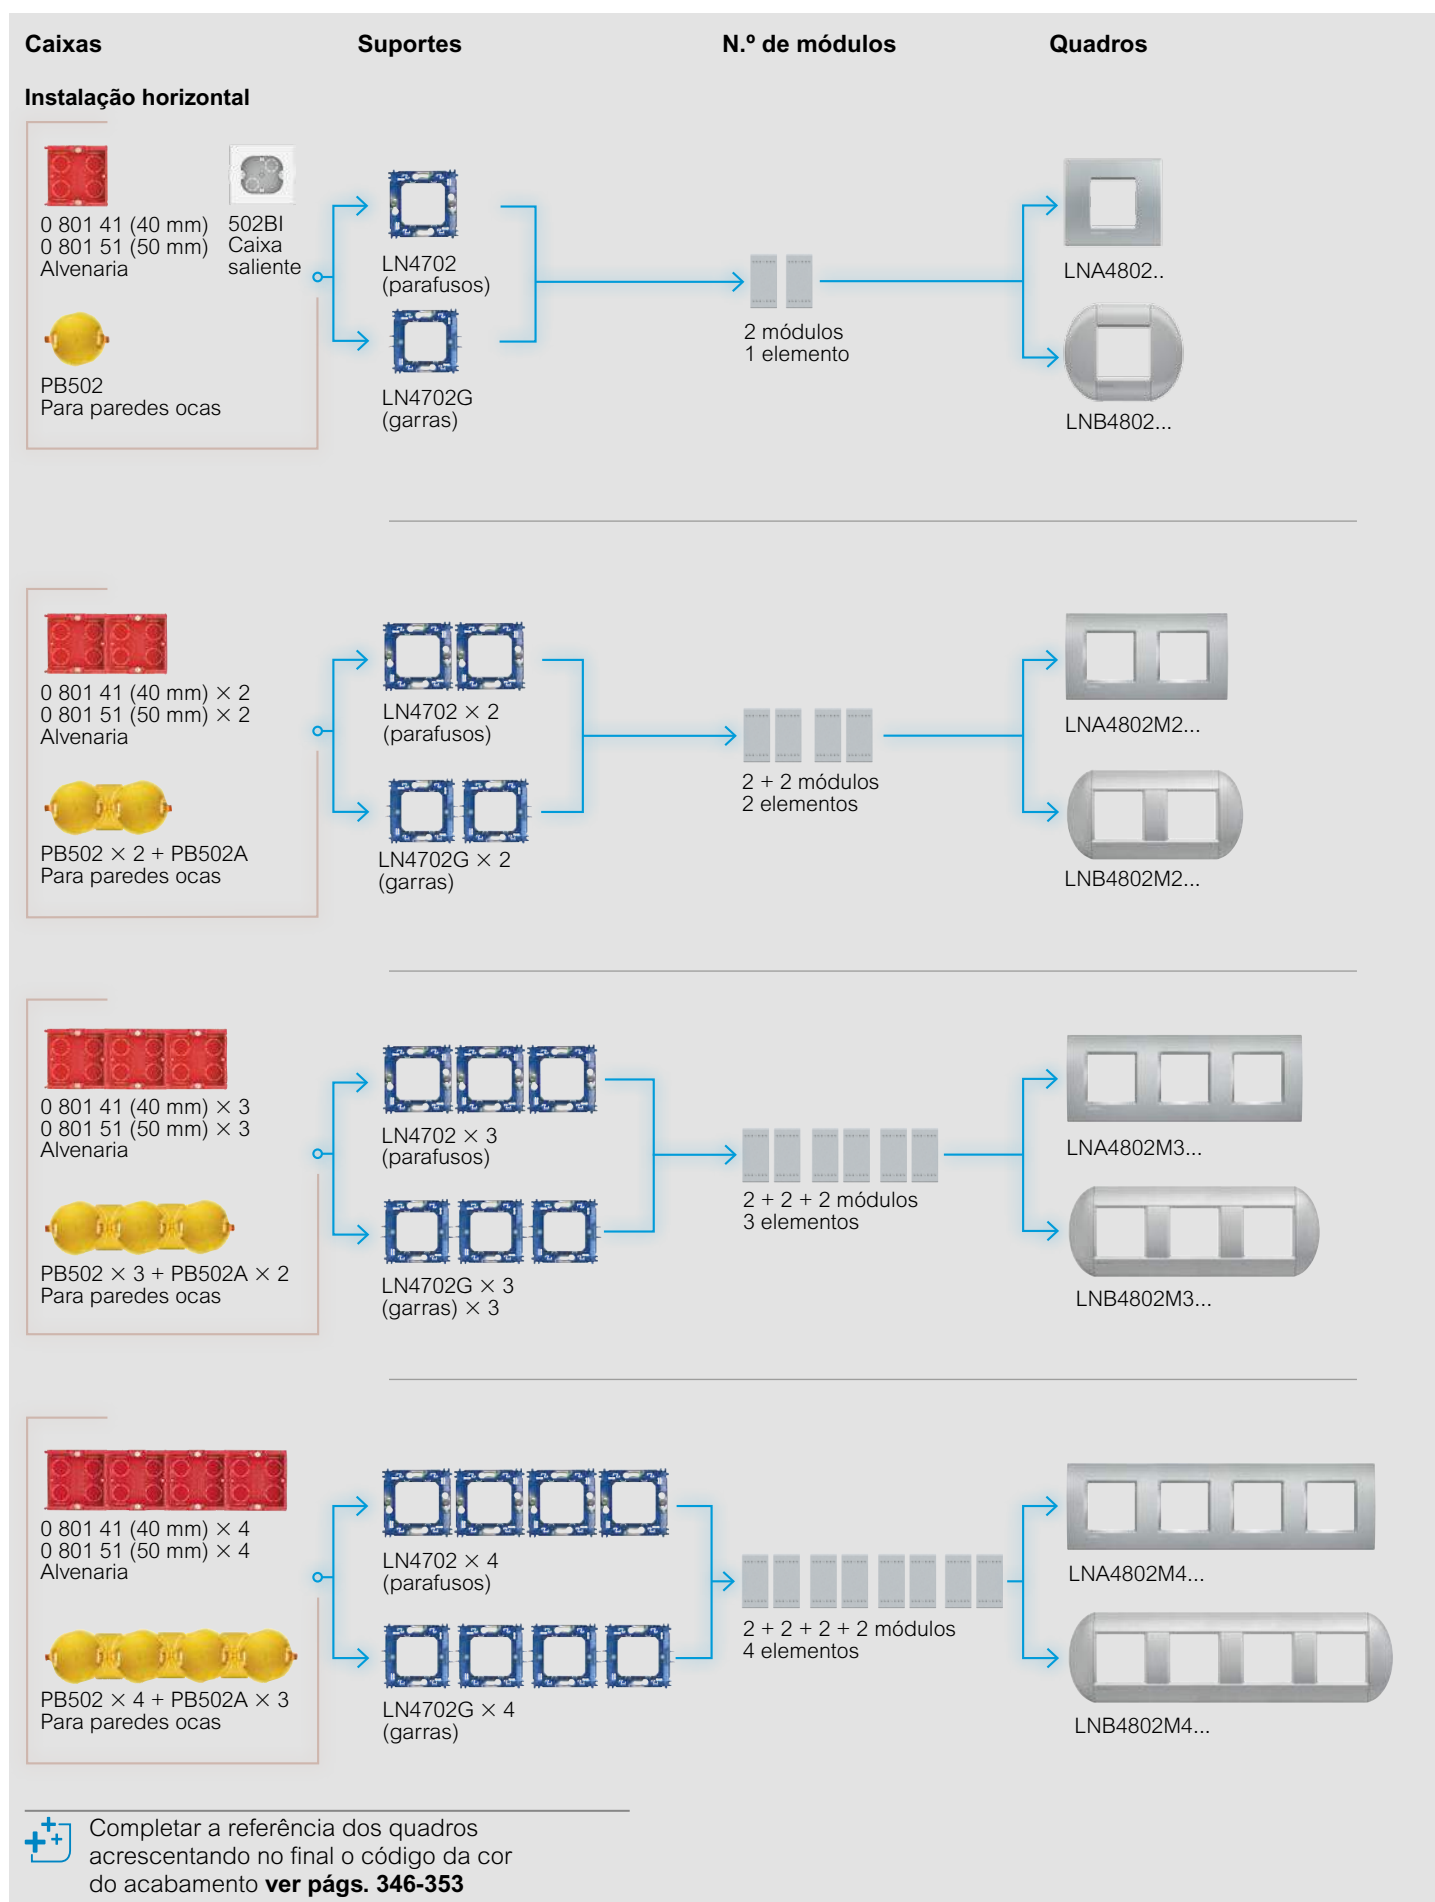 Caixas
Suportes
N.º de módulos
Quadros
Instalação horizontal
0 801 41 (40 mm)
0 801 51 (50 mm)
Alvenaria
502BI
Caixa
saliente
PB502
Para paredes ocas
LN4702
(parafusos)
LN4702G
(garras)
2 módulos
1 elemento
LNA4802..
LNB4802...
0 801 41 (40 mm) × 2
0 801 51 (50 mm) × 2
Alvenaria
PB502 × 2 + PB502A
Para paredes ocas
LN4702 × 2
(parafusos)
LN4702G × 2
(garras)
2 + 2 módulos
2 elementos
LNA4802M2...
LNB4802M2...
0 801 41 (40 mm) × 3
0 801 51 (50 mm) × 3
Alvenaria
PB502 × 3 + PB502A × 2
Para paredes ocas
LN4702 × 3
(parafusos)
LN4702G × 3
(garras) × 3
2 + 2 + 2 módulos
3 elementos
LNA4802M3...
LNB4802M3...
0 801 41 (40 mm) × 4
0 801 51 (50 mm) × 4
Alvenaria
PB502 × 4 + PB502A × 3
Para paredes ocas
LN4702 × 4
(parafusos)
LN4702G × 4
(garras)
2 + 2 + 2 + 2 módulos
4 elementos
LNA4802M4...
LNB4802M4...
Completar a referência dos quadros
acrescentando no final o código da cor
do acabamento ver págs. 346-353